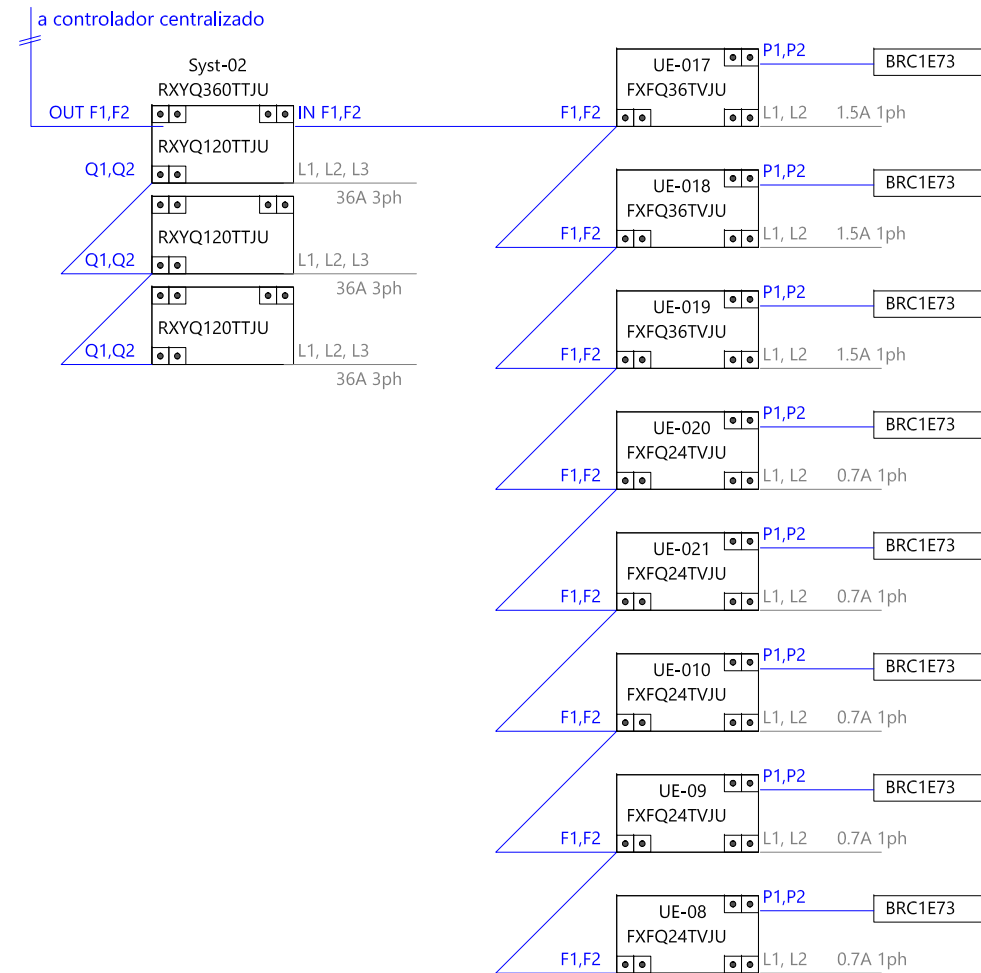 a controlador centralizado
Syst-02
RXYQ360TTJU
OUT F1,F2
IN F1,F2
RXYQ120TTJU
Q1,Q2
L1, L2, L3
36A 3ph
RXYQ120TTJU
Q1,Q2
L1, L2, L3
36A 3ph
RXYQ120TTJU
Q1,Q2
L1, L2, L3
36A 3ph
UE-017
P1,P2
BRC1E73
FXFQ36TVJU
F1,F2
L1, L2
1.5A 1ph
UE-018
P1,P2
BRC1E73
FXFQ36TVJU
F1,F2
L1, L2
1.5A 1ph
UE-019
P1,P2
BRC1E73
FXFQ36TVJU
F1,F2
L1, L2
1.5A 1ph
UE-020
P1,P2
BRC1E73
FXFQ24TVJU
F1,F2
L1, L2
0.7A 1ph
UE-021
P1,P2
BRC1E73
FXFQ24TVJU
F1,F2
L1, L2
0.7A 1ph
UE-010
P1,P2
BRC1E73
FXFQ24TVJU
F1,F2
L1, L2
0.7A 1ph
UE-09
P1,P2
BRC1E73
FXFQ24TVJU
F1,F2
L1, L2
0.7A 1ph
UE-08
P1,P2
BRC1E73
FXFQ24TVJU
F1,F2
L1, L2
0.7A 1ph